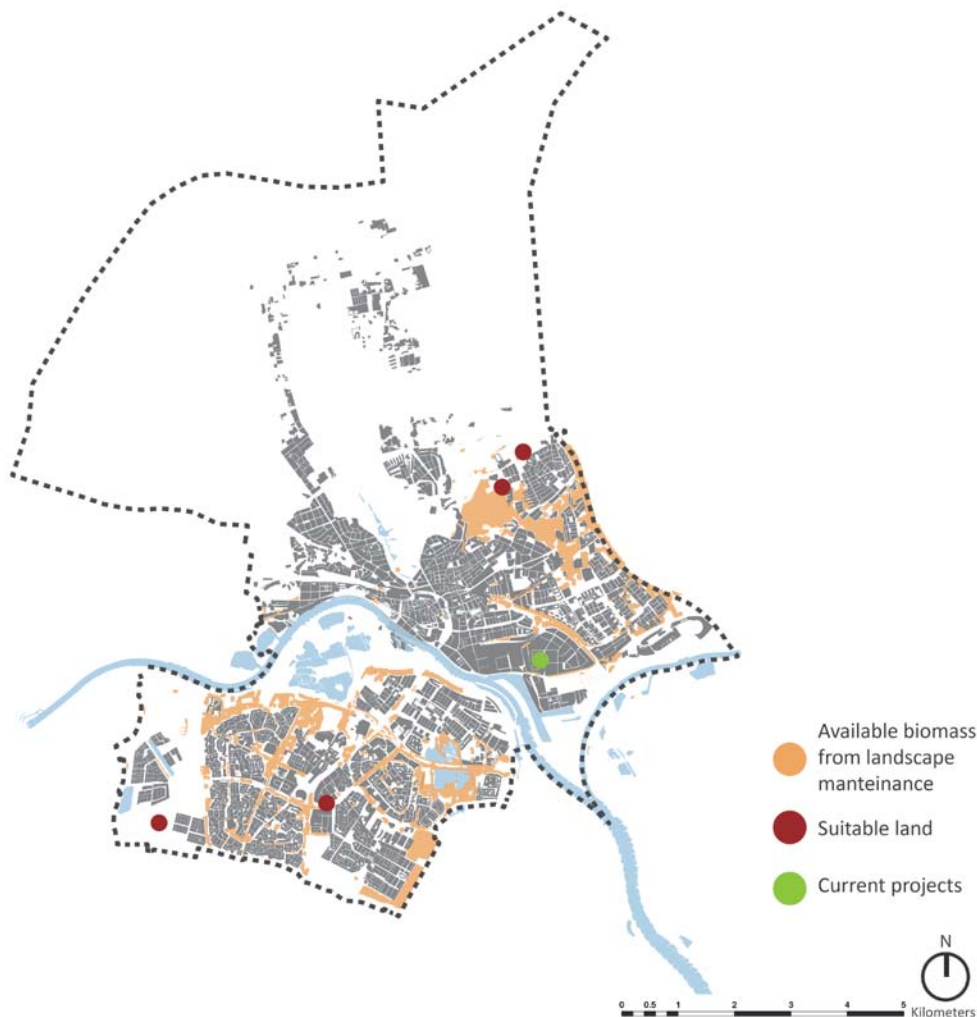 Available biomass
from landscape
manteinance
Suitable land
Current projects
N
0 0.5 1 2 3 4 5
Kilometers